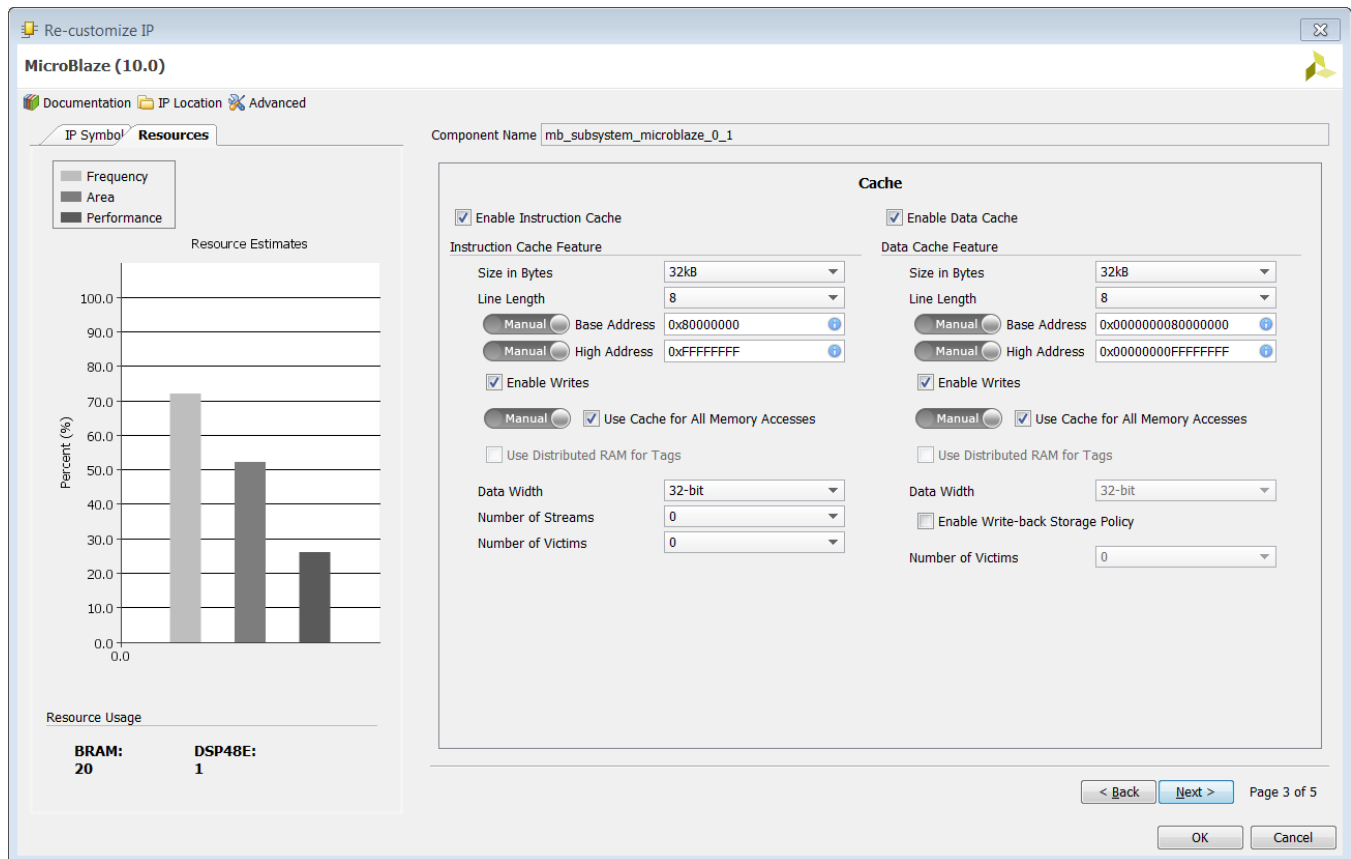 Re-customize IP
MicroBlaze (10.0)
Documentation IP Location Advanced
IP Symbol Resources
Frequency
Area
Performance
Resource Estimates
Percent (%)
100.0
90.0
80.0
70.0
60.0
50.0
40.0
30.0
20.0
10.0
0.0
0.0
Resource Usage
BRAM: DSP48E:
20 1
Component Name mb_subsystem_microblaze_0_1
Cache
Enable Instruction Cache
Instruction Cache Feature
Size in Bytes 32kB
Line Length 8
Manual Base Address 0x80000000
Manual High Address 0xFFFFFFFF
Enable Writes
Manual Use Cache for All Memory Accesses
Use Distributed RAM for Tags
Data Width 32-bit
Number of Streams 0
Number of Victims 0
Enable Data Cache
Data Cache Feature
Size in Bytes 32kB
Line Length 8
Manual Base Address 0x0000000080000000
Manual High Address 0x00000000FFFFFFFF
Enable Writes
Manual Use Cache for All Memory Accesses
Use Distributed RAM for Tags
Data Width 32-bit
Enable Write-back Storage Policy
Number of Victims 0
< Back Next > Page 3 of 5
OK Cancel